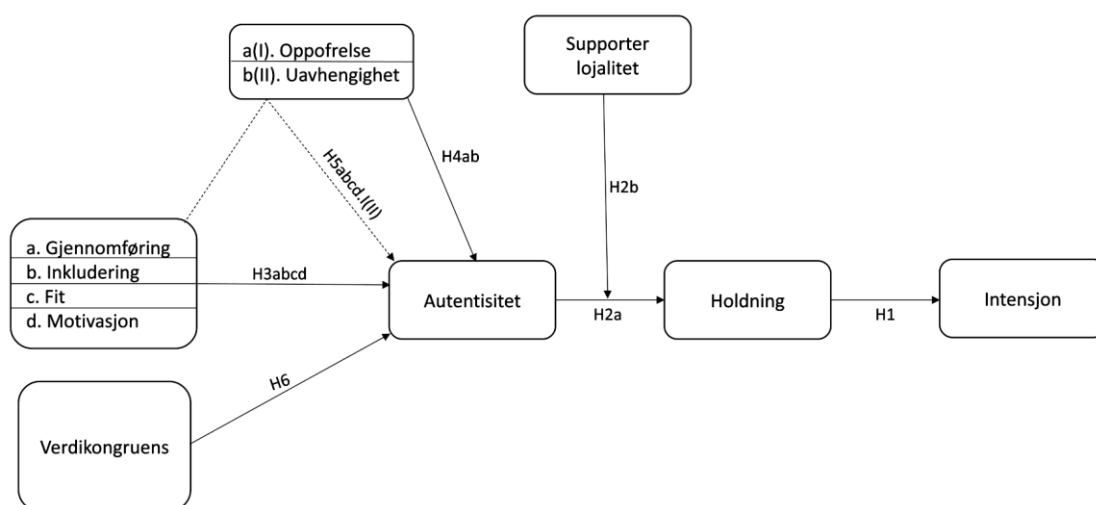 a(I). Oppofrelse
b(II). Uavhengighet
Supporter
lojalitet
H5abcd.I(II)
H4ab
H2b
a. Gjennomføring
b. Inkludering
c. Fit
d. Motivasjon
H3abcd
Autentisitet
H2a
Holdning
H1
Intensjon
H6
Verdikongruens